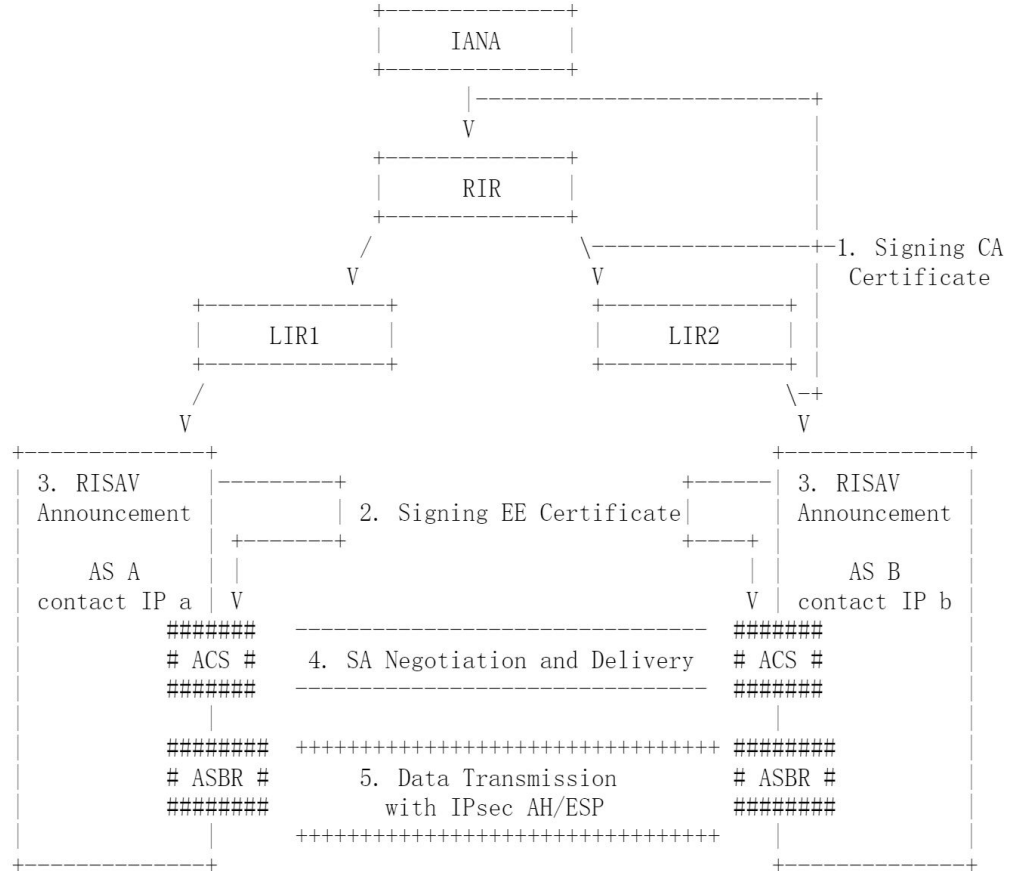 IANA
V
RIR
1. Signing CA
V V Certificate
LIR1 LIR2
V V
3. RISAV 3. RISAV
Announcement 2. Signing EE Certificate Announcement
AS A AS B
contact IP a V V contact IP b
####### ------- #######
# ACS # 4. SA Negotiation and Delivery # ACS #
####### ------- #######
######## +++++++++++++++++++++++++++++++++ ########
# ASBR # 5. Data Transmission # ASBR #
######## with IPsec AH/ESP ########
+++++++++++++++++++++++++++++++++